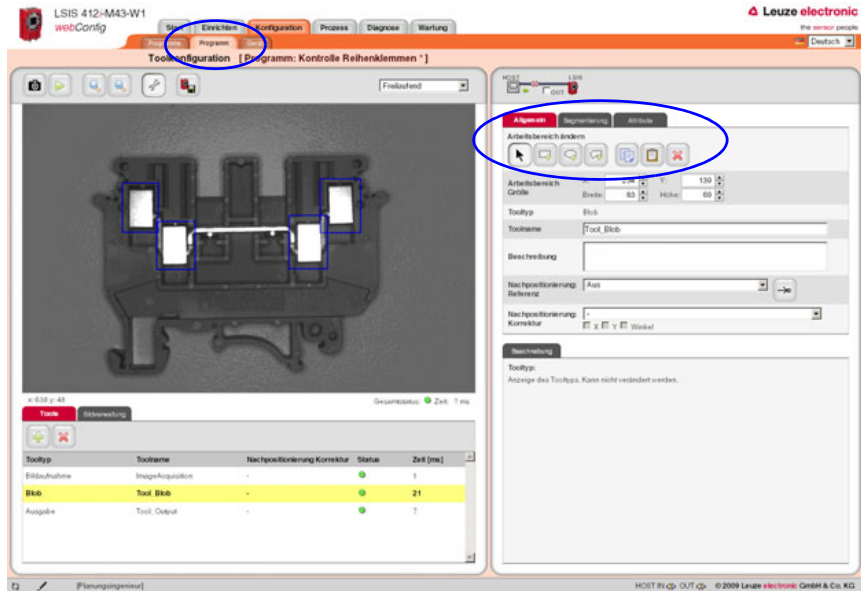 LSIS 412i-M43-W1
webConfig
Start Einrichten Konfiguration Prozess Diagnose Wartung
Leuze electronic
the sensor people
Programm
Deutsch
Toolkonfiguration [ Programm: Kontrolle Reihenklemmen * ]
Freilaufend
HOST LSIS
OUT
Allgemein Segmentierung Attribute
Arbeitsbereich ändern
Arbeitsbereich
Größe
Y: 130
Breite: 83 Höhe: 60
Tooltyp Blob
Toolname Tool_Blob
Beschreibung
Nachpositionierung: Aus
Referenz
Nachpositionierung: -
Korrektur X Y Winkel
Beschreibung
Tooltyp:
Anzeige des Tooltyps. Kann nicht verändert werden.
x: 638 y: 48
Gesamtstatus: Zeit: ? ms
Tools Bildverwaltung
Tooltyp Toolname Nachpositionierung Korrektur Status Zeit [ms]
Bildaufnahme ImageAcquisition - 1
Blob Tool_Blob - 21
Ausgabe Tool_Output - ?
[Planungsingenieur]
HOST IN OUT © 2009 Leuze electronic GmbH & Co. KG